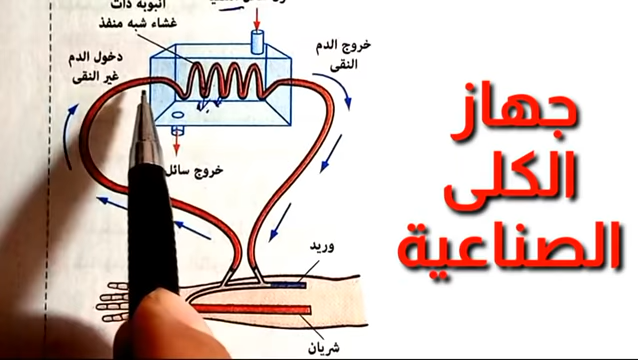 أنبوبة ذات
غشاء شبه منفذ
دخول الدم
غير النقى
خروج الدم
النقى
خروج سائل
وريد
شريان
جهاز
الكلى
الصناعية